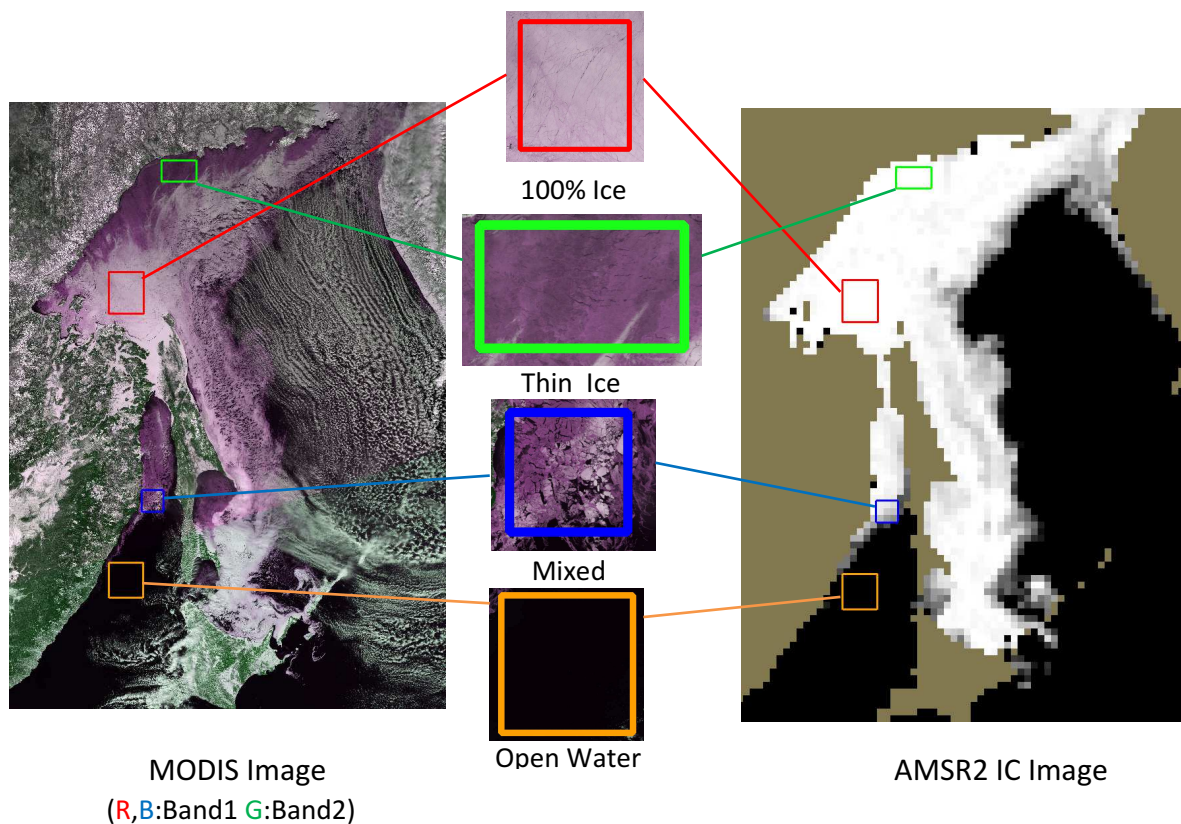 100% Ice
Thin Ice
Mixed
Open Water
MODIS Image
(R,B:Band1 G:Band2)
AMSR2 IC Image